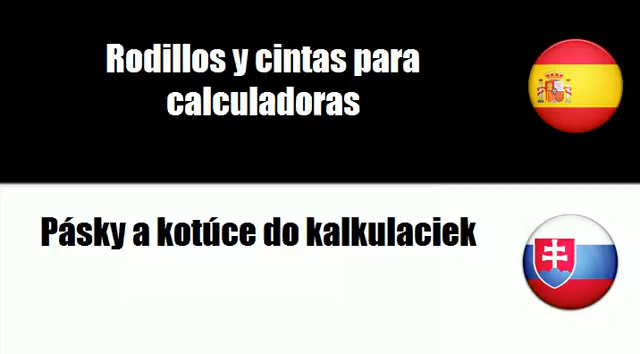 Rodillos y cintas para
calculadoras
Pásky a kotúce do kalkulaciek